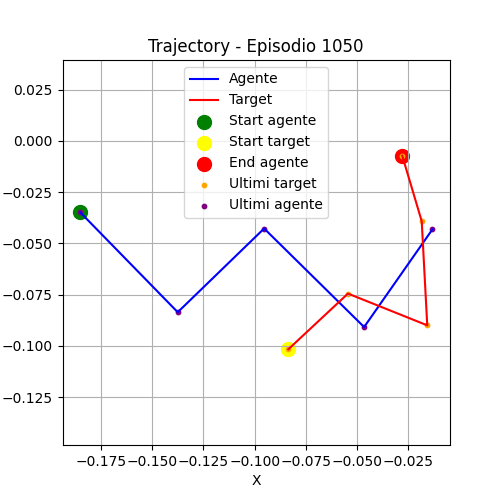 Trajectory - Episodio 1050
Agente
Target
Start agente
Start target
End agente
Ultimi target
Ultimi agente
0.025
0.000
−0.025
−0.050
−0.075
−0.100
−0.125
−0.175 −0.150 −0.125 −0.100 −0.075 −0.050 −0.025
X